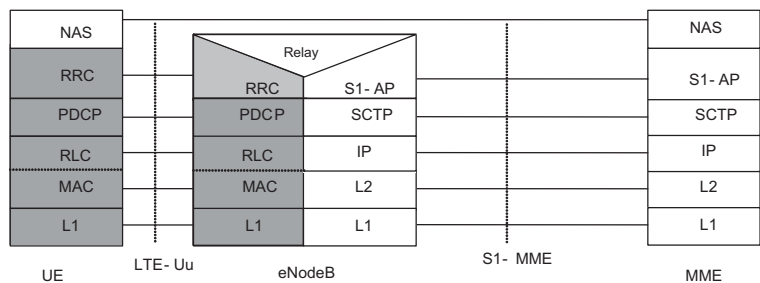 NAS NAS
Relay
RRC RRC S1- AP S1- AP
PDCP PDCP SCTP SCTP
RLC RLC IP IP
MAC MAC L2 L2
L1 L1 L1 L1
UE LTE- Uu eNodeB S1- MME MME